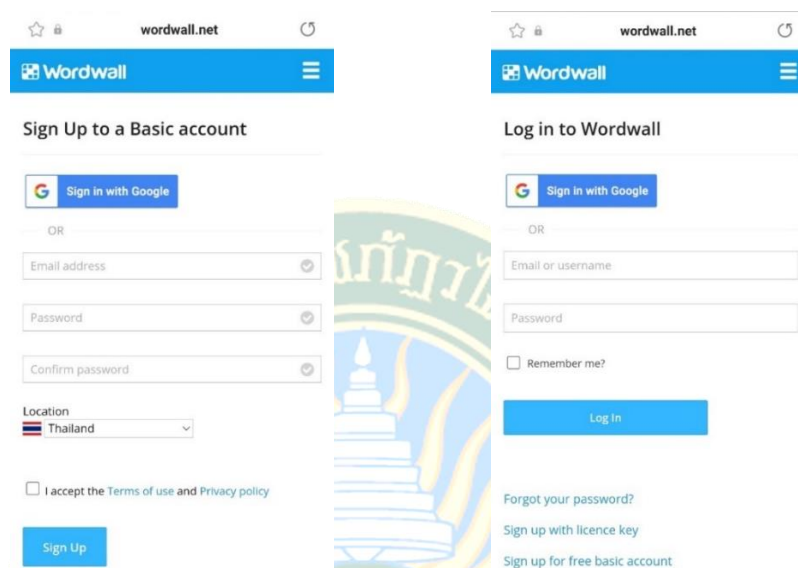 wordwall.net
Wordwall
Sign Up to a Basic account
Sign in with Google
OR
Email address
Password
Confirm password
Location
Thailand
I accept the Terms of use and Privacy policy
Sign Up
wordwall.net
Wordwall
Log in to Wordwall
Sign in with Google
OR
Email or username
Password
Remember me?
Log In
Forgot your password?
Sign up with licence key
Sign up for free basic account